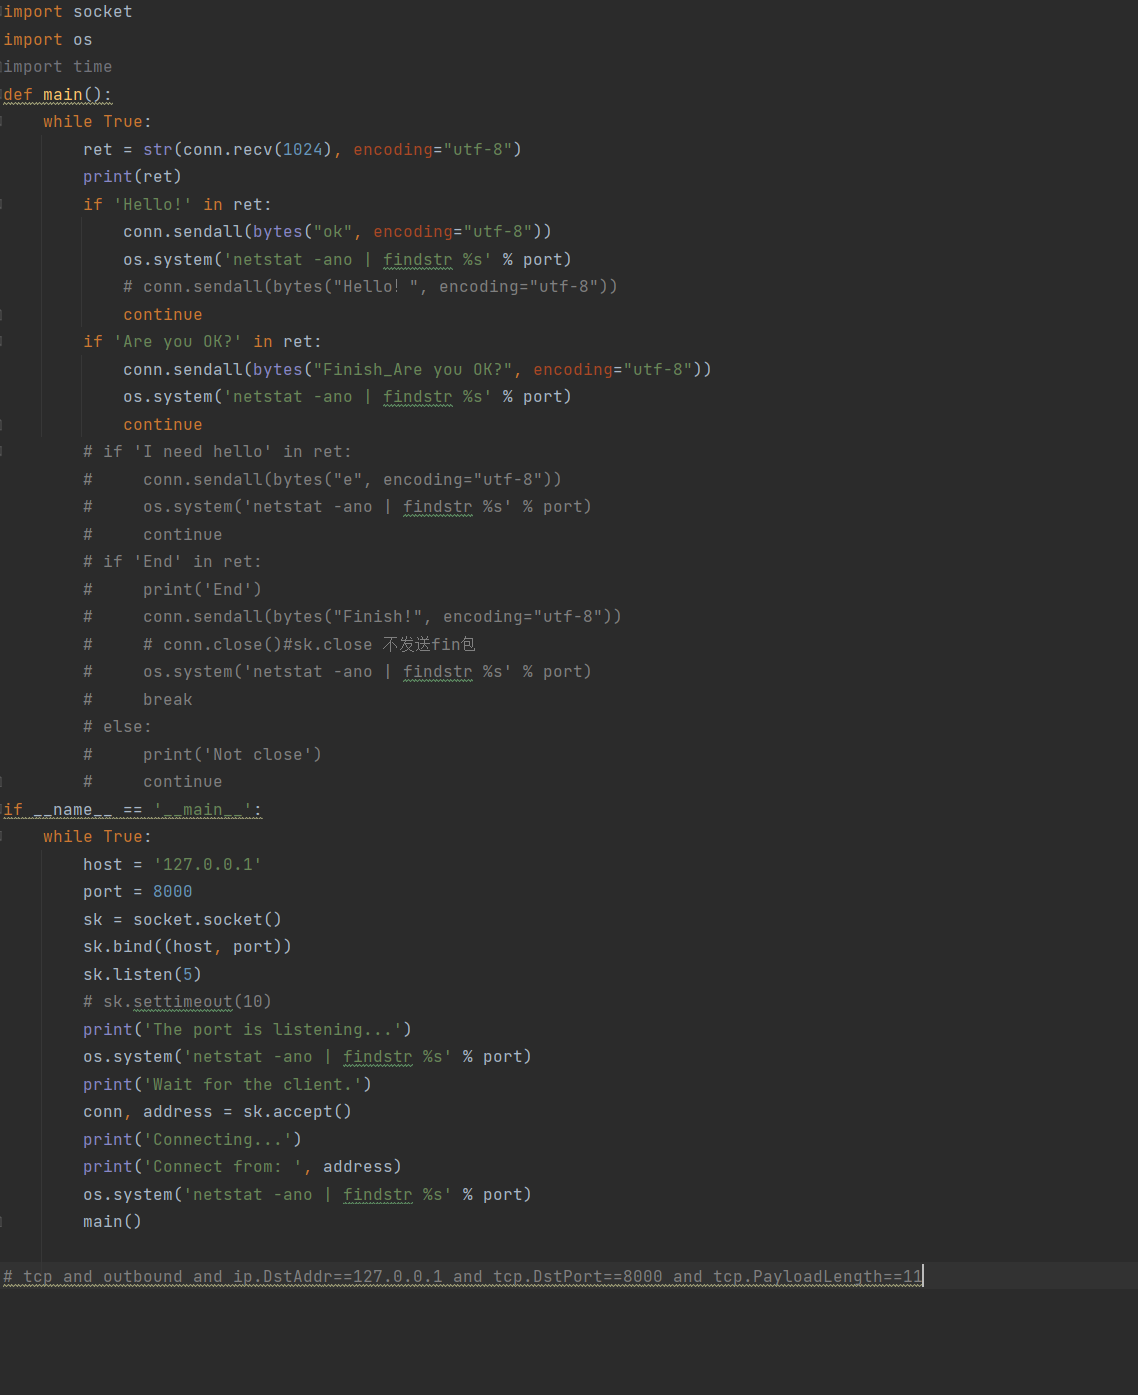 import socket
import os
import time
def main():
    while True:
        ret = str(conn.recv(1024), encoding="utf-8")
        print(ret)
        if 'Hello!' in ret:
            conn.sendall(bytes("ok", encoding="utf-8"))
            os.system('netstat -ano | findstr %s' % port)
            # conn.sendall(bytes("Hello！", encoding="utf-8"))
            continue
        if 'Are you OK?' in ret:
            conn.sendall(bytes("Finish_Are you OK?", encoding="utf-8"))
            os.system('netstat -ano | findstr %s' % port)
            continue
        # if 'I need hello' in ret:
        #     conn.sendall(bytes("e", encoding="utf-8"))
        #     os.system('netstat -ano | findstr %s' % port)
        #     continue
        # if 'End' in ret:
        #     print('End')
        #     conn.sendall(bytes("Finish!", encoding="utf-8"))
        #     # conn.close()#sk.close 不发送fin包
        #     os.system('netstat -ano | findstr %s' % port)
        #     break
        # else:
        #     print('Not close')
        #     continue
if __name__ == '__main__':
    while True:
        host = '127.0.0.1'
        port = 8000
        sk = socket.socket()
        sk.bind((host, port))
        sk.listen(5)
        # sk.settimeout(10)
        print('The port is listening...')
        os.system('netstat -ano | findstr %s' % port)
        print('Wait for the client.')
        conn, address = sk.accept()
        print('Connecting...')
        print('Connect from: ', address)
        os.system('netstat -ano | findstr %s' % port)
        main()
# tcp and outbound and ip.DstAddr==127.0.0.1 and tcp.DstPort==8000 and tcp.PayloadLength==11